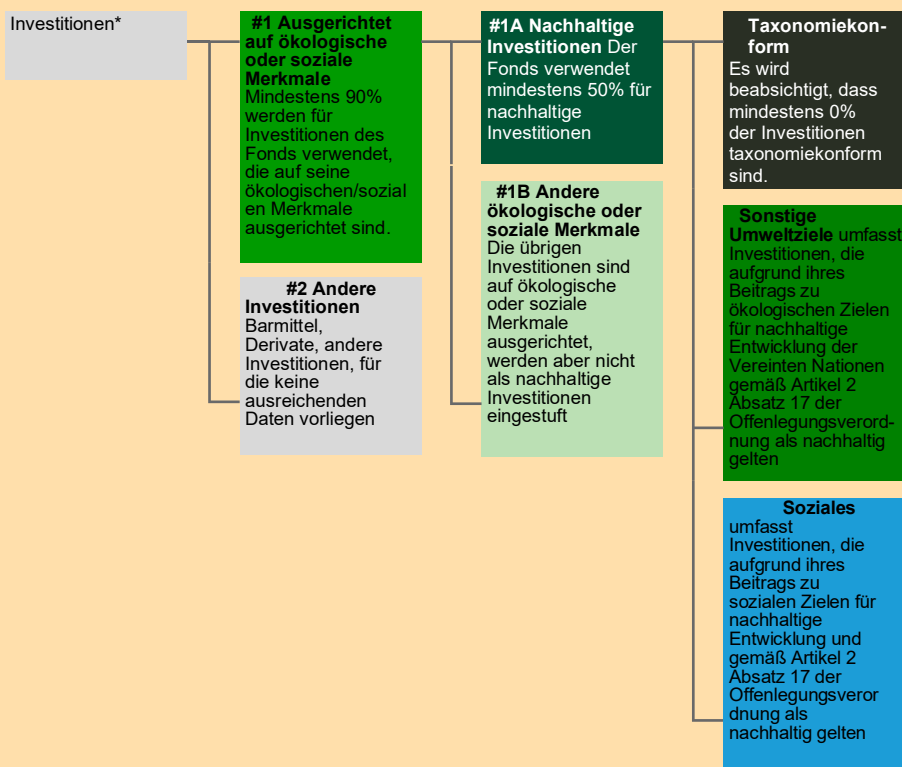 Investitionen*
#1 Ausgerichtet
auf ökologische
oder soziale
Merkmale
Mindestens 90%
werden für
Investitionen des
Fonds verwendet,
die auf seine
ökologischen/sozial
en Merkmale
ausgerichtet sind.
#2 Andere
Investitionen
Barmittel,
Derivate, andere
Investitionen, für
die keine
ausreichenden
Daten vorliegen
#1A Nachhaltige
Investitionen Der
Fonds verwendet
mindestens 50% für
nachhaltige
Investitionen
#1B Andere
ökologische oder
soziale Merkmale
Die übrigen
Investitionen sind
auf ökologische
oder soziale
Merkmale
ausgerichtet,
werden aber nicht
als nachhaltige
Investitionen
eingestuft
Taxonomiekon-
form
Es wird
beabsichtigt, dass
mindestens 0%
der Investitionen
taxonomiekonform
sind.
Sonstige
Umweltziele umfasst
Investitionen, die
aufgrund ihres
Beitrags zu
ökologischen Zielen
für nachhaltige
Entwicklung der
Vereinten Nationen
gemäß Artikel 2
Absatz 17 der
Offenlegungsverord-
nung als nachhaltig
gelten
Soziales
umfasst
Investitionen, die
aufgrund ihres
Beitrags zu
sozialen Zielen für
nachhaltige
Entwicklung und
gemäß Artikel 2
Absatz 17 der
Offenlegungsveror
dnung als
nachhaltig gelten